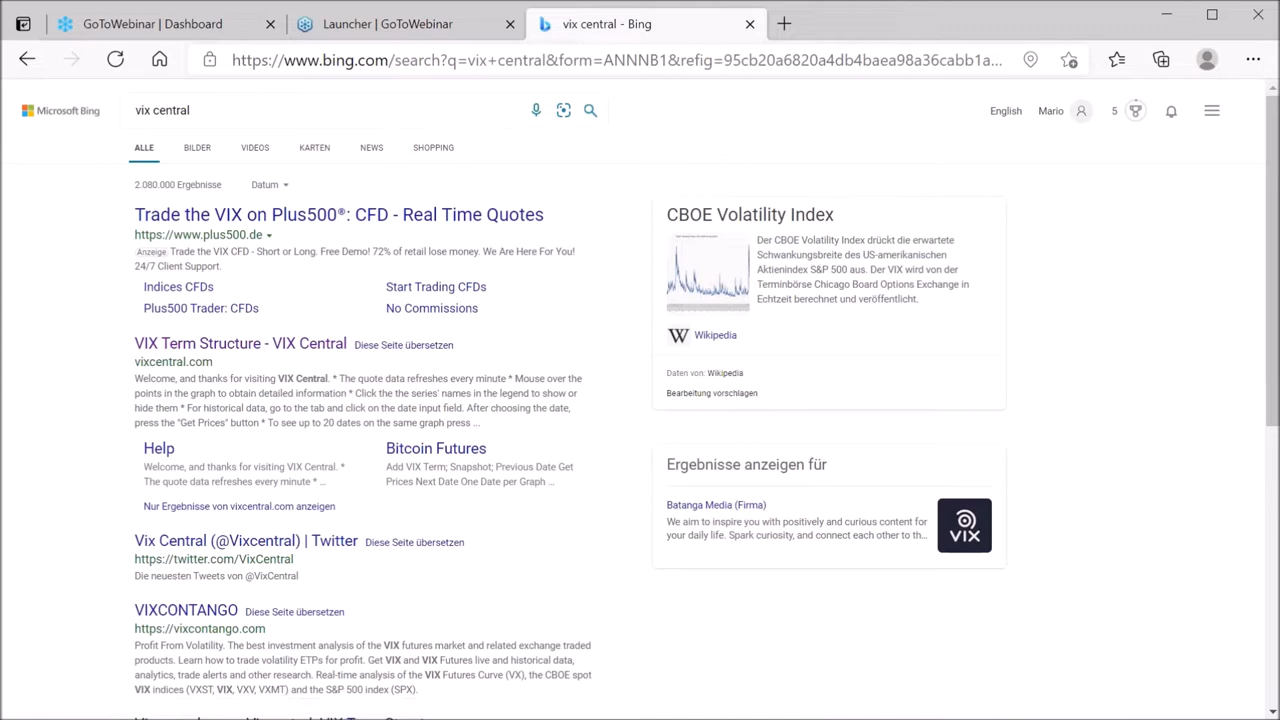 GoToWebinar | Dashboard
Launcher | GoToWebinar
vix central - Bing
https://www.bing.com/search?q=vix+central&form=ANNNB1&refig=95cb20a6820a4db4baea98a36cabb1a...
Microsoft Bing
vix central
English
Mario
5
ALLE
BILDER
VIDEOS
KARTEN
NEWS
SHOPPING
2.080.000 Ergebnisse
Datum
Trade the VIX on Plus500®: CFD - Real Time Quotes
https://www.plus500.de
Anzeige Trade the VIX CFD - Short or Long. Free Demo! 72% of retail lose money. We Are Here For You!
24/7 Client Support.
Indices CFDs
Start Trading CFDs
Plus500 Trader: CFDs
No Commissions
VIX Term Structure - VIX Central Diese Seite übersetzen
vixcentral.com
Welcome, and thanks for visiting VIX Central. * The quote data refreshes every minute * Mouse over the
points in the graph to obtain detailed information * Click the the series' names in the legend to show or
hide them * For historical data, go to the tab and click on the date input field. After choosing the date,
press the "Get Prices" button * To see up to 20 dates on the same graph press ...
Help
Welcome, and thanks for visiting VIX Central. *
The quote data refreshes every minute * ...
Bitcoin Futures
Add VIX Term; Snapshot; Previous Date Get
Prices Next Date One Date per Graph ...
Nur Ergebnisse von vixcentral.com anzeigen
Vix Central (@Vixcentral) | Twitter Diese Seite übersetzen
https://twitter.com/VixCentral
Die neuesten Tweets von @VixCentral
VIXCONTANGO Diese Seite übersetzen
https://vixcontango.com
Profit From Volatility. The best investment analysis of the VIX futures market and related exchange traded
products. Learn how to trade volatility ETPs for profit. Get VIX and VIX Futures live and historical data,
analytics, trade alerts and other research. Real-time analysis of the VIX Futures Curve (VX), the CBOE spot
VIX indices (VXST, VIX, VXV, VXMT) and the S&P 500 index (SPX).
CBOE Volatility Index
Der CBOE Volatility Index drückt die erwartete
Schwankungsbreite des US-amerikanischen
Aktienindex S&P 500 aus. Der VIX wird von der
Terminbörse Chicago Board Options Exchange in
Echtzeit berechnet und veröffentlicht.
W Wikipedia
Daten von: Wikipedia
Bearbeitung vorschlagen
Ergebnisse anzeigen für
Batanga Media (Firma)
We aim to inspire you with positively and curious content for
your daily life. Spark curiosity, and connect each other to th...
VIX